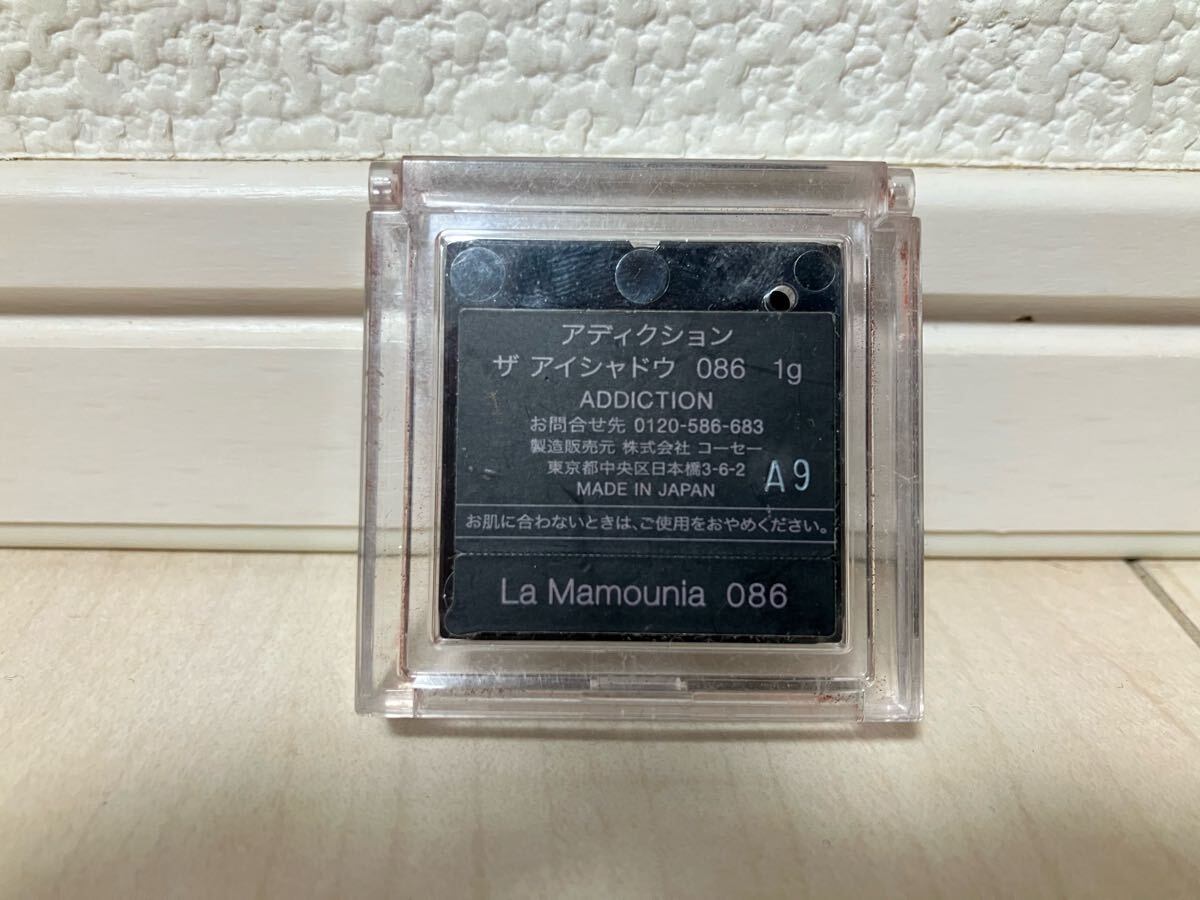 アディクション
ザ アイシャドウ 086 1g
ADDICTION
お問合せ先 0120-586-683
製造販売元 株式会社 コーセー
東京都中央区日本橋3-6-2
MADE IN JAPAN
A9
お肌に合わないときは、ご使用をおやめください。
La Mamounia 086